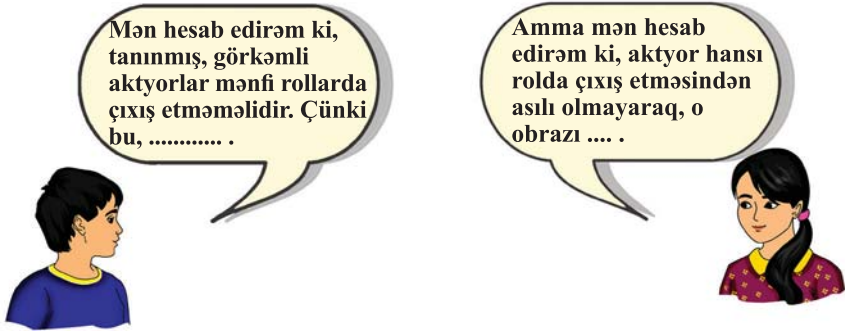 Mən hesab edirəm ki,
tanınmış, görkəmli
aktyorlar mənfi rollarda
çıxış etməməlidir. Çünki
bu, ............ .
Amma mən hesab
edirəm ki, aktyor hansı
rolda çıxış etməsindən
asılı olmayaraq, o
obrazı .... .